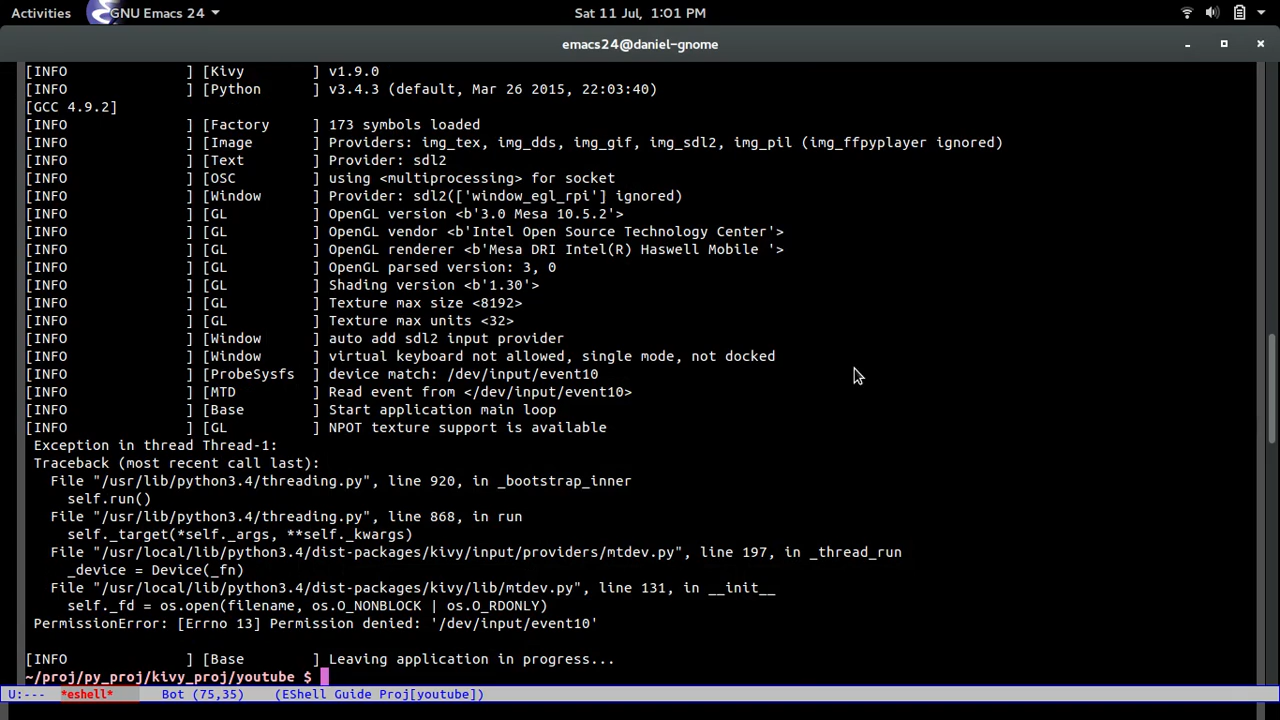 Activities GNU Emacs 24 Sat 11 Jul, 1:01 PM
emacs24@daniel-gnome
[INFO ] [Kivy ] v1.9.0
[INFO ] [Python ] v3.4.3 (default, Mar 26 2015, 22:03:40)
[GCC 4.9.2]
[INFO ] [Factory ] 173 symbols loaded
[INFO ] [Image ] Providers: img_tex, img_dds, img_gif, img_sdl2, img_pil (img_ffpyplayer ignored)
[INFO ] [Text ] Provider: sdl2
[INFO ] [OSC ] using <multiprocessing> for socket
[INFO ] [Window ] Provider: sdl2(['window_egl_rpi'] ignored)
[INFO ] [GL ] OpenGL version <b'3.0 Mesa 10.5.2'>
[INFO ] [GL ] OpenGL vendor <b'Intel Open Source Technology Center'>
[INFO ] [GL ] OpenGL renderer <b'Mesa DRI Intel(R) Haswell Mobile '>
[INFO ] [GL ] OpenGL parsed version: 3, 0
[INFO ] [GL ] Shading version <b'1.30'>
[INFO ] [GL ] Texture max size <8192>
[INFO ] [GL ] Texture max units <32>
[INFO ] [Window ] auto add sdl2 input provider
[INFO ] [Window ] virtual keyboard not allowed, single mode, not docked
[INFO ] [ProbeSysfs ] device match: /dev/input/event10
[INFO ] [MTD ] Read event from </dev/input/event10>
[INFO ] [Base ] Start application main loop
[INFO ] [GL ] NPOT texture support is available
Exception in thread Thread-1:
Traceback (most recent call last):
File "/usr/lib/python3.4/threading.py", line 920, in _bootstrap_inner
self.run()
File "/usr/lib/python3.4/threading.py", line 868, in run
self._target(*self._args, **self._kwargs)
File "/usr/local/lib/python3.4/dist-packages/kivy/input/providers/mtdev.py", line 197, in _thread_run
_device = Device(_fn)
File "/usr/local/lib/python3.4/dist-packages/kivy/lib/mtdev.py", line 131, in __init__
self._fd = os.open(filename, os.O_NONBLOCK | os.O_RDONLY)
PermissionError: [Errno 13] Permission denied: '/dev/input/event10'
[INFO ] [Base ] Leaving application in progress...
~/proj/py_proj/kivy_proj/youtube $
U:--- *eshell* Bot (75,35) (EShell Guide Proj[youtube])